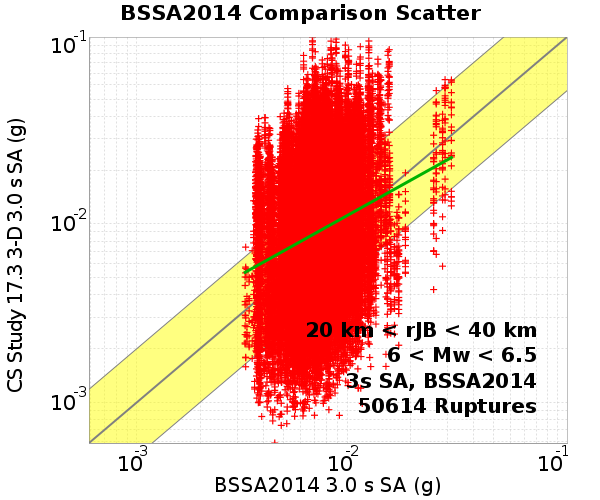 BSSA2014 Comparison Scatter
CS Study 17.3 3-D 3.0 s SA (g)
10-1
10-2
10-3
20 km < rJB < 40 km
6 < Mw < 6.5
3s SA, BSSA2014
50614 Ruptures
10-3 10-2 10-1
BSSA2014 3.0 s SA (g)